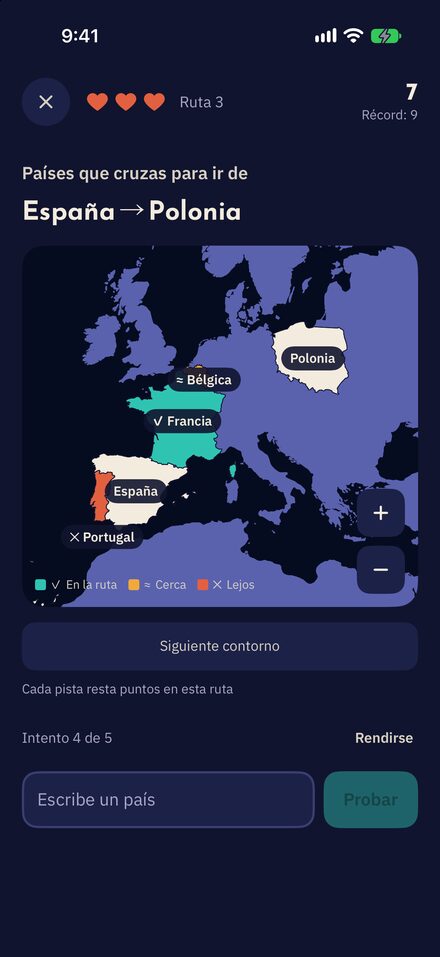 9:41
Ruta 3
7
Récord: 9
Países que cruzas para ir de
España → Polonia
Polonia
≈ Bélgica
✓ Francia
España
× Portugal
+
−
✓ En la ruta ≈ Cerca × Lejos
Siguiente contorno
Cada pista resta puntos en esta ruta
Intento 4 de 5
Rendirse
Escribe un país
Probar